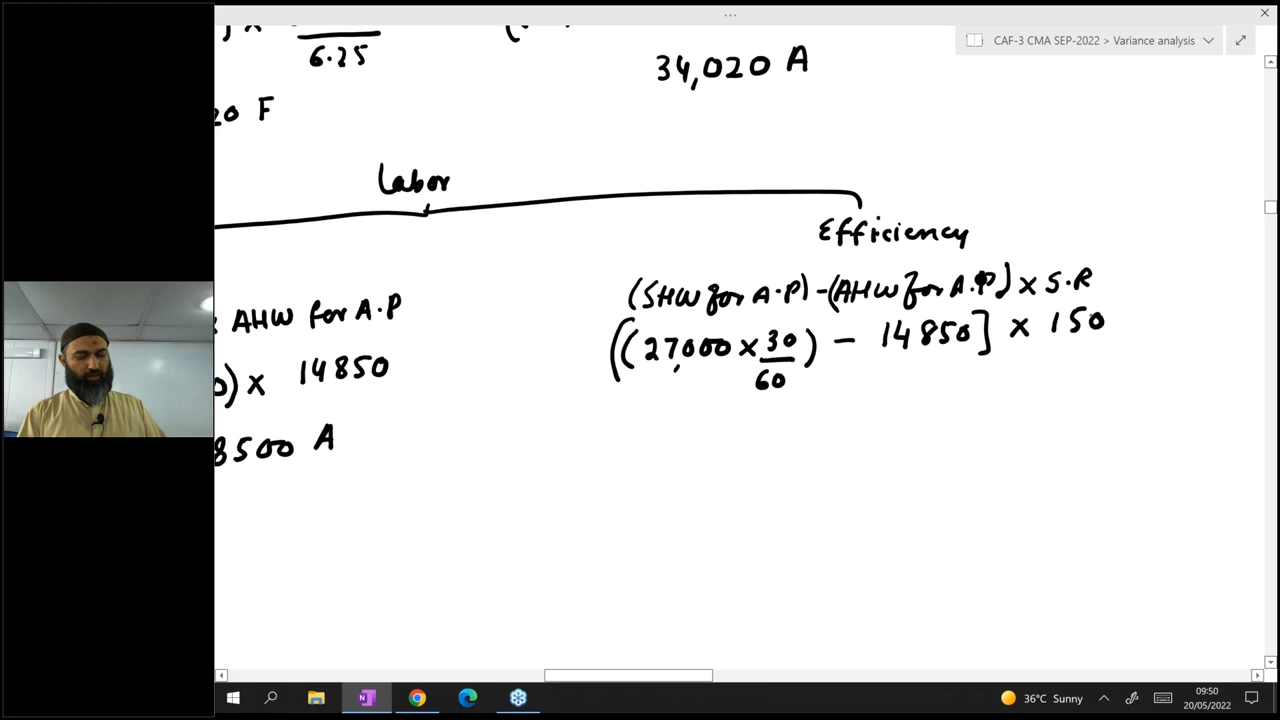 CAF-3 CMA SEP-2022 > Variance analysis
6.25
34,020 A
20 F
Labor
Efficiency
AHW for A.P
(SHW for A.P) - (AHW for A.P) × S.R
0) × 14850
((27,000 × 30/60) - 14850] × 150
8500 A
36°C Sunny
09:50
20/05/2022